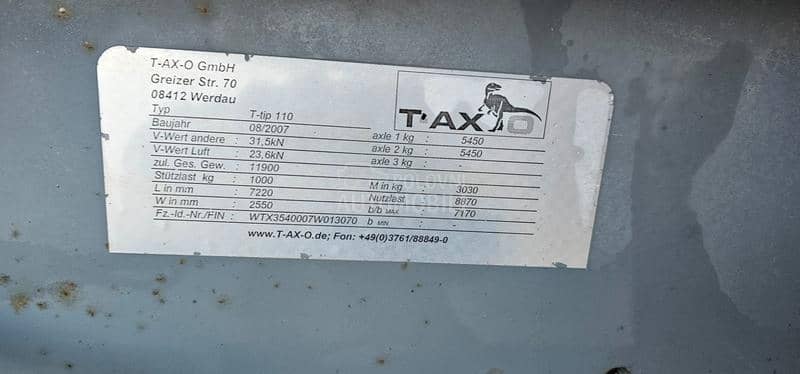 T-AX-O GmbH
Greizer Str. 70
08412 Werdau
T-AX-O
Typ : T-tip 110
Baujahr : 08/2007
V-Wert andere : 31,5kN axle 1 kg : 5450
V-Wert Luft : 23,6kN axle 2 kg : 5450
zul. Ges. Gew. : 11900 axle 3 kg :
Stützlast kg : 1000
L in mm : 7220 M in kg : 3030
W in mm : 2550 Nutzlast : 8870
Fz.-Id.-Nr./FIN : WTX3540007W013070 b/b MAX : 7170
b MIN :
www.T-AX-O.de; Fon: +49(0)3761/88849-0
POLOVNI
AUTOMOBILI